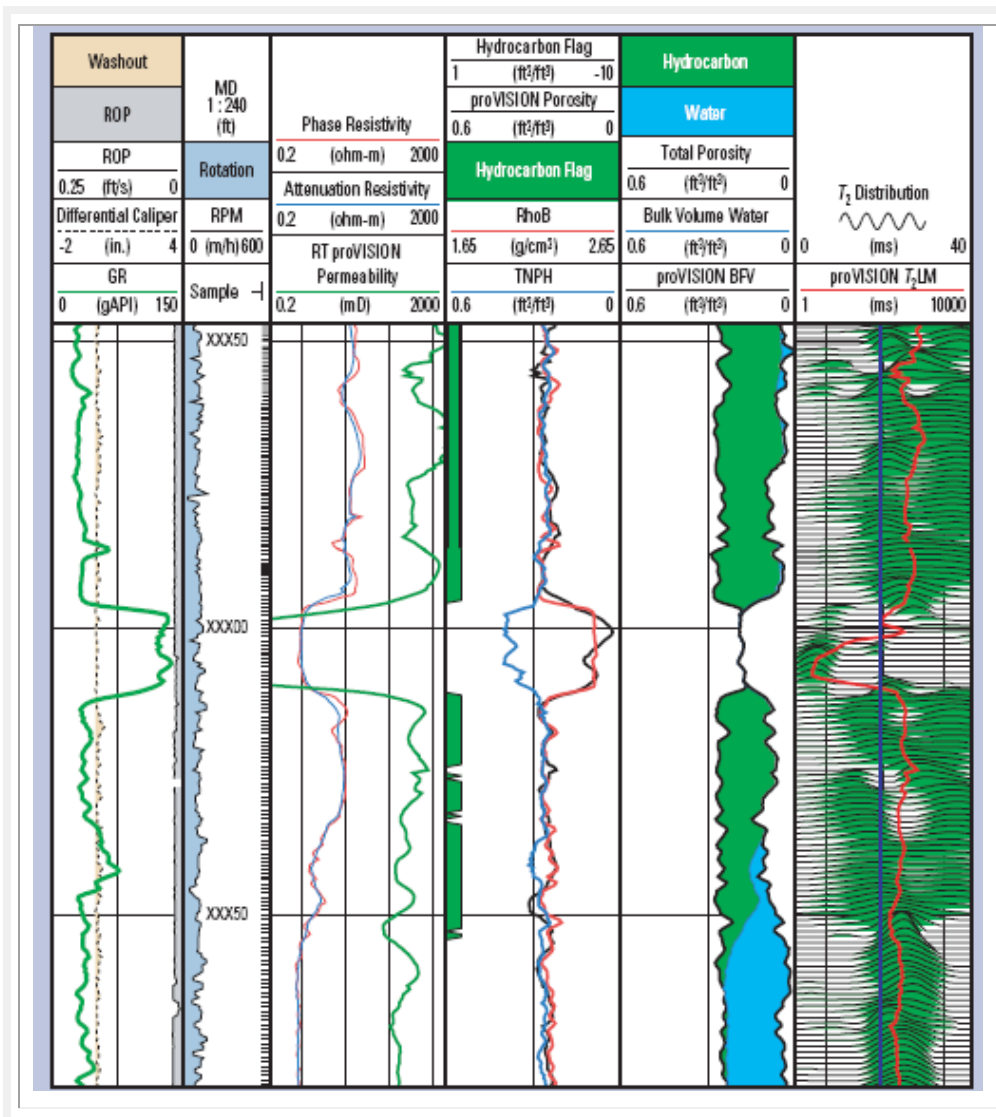 Washout
ROP
ROP
0.25 (ft/s) 0
Differential Caliper
-2 (in.) 4
GR
0 (gAPI) 150
MD
1 : 240
(ft)
Rotation
RPM
0 (m/h) 600
Sample
Phase Resistivity
0.2 (ohm-m) 2000
Attenuation Resistivity
0.2 (ohm-m) 2000
RT proVISION
Permeability
0.2 (mD) 2000
Hydrocarbon Flag
1 (ft³/ft³) -10
proVISION Porosity
0.6 (ft³/ft³) 0
Hydrocarbon Flag
RhoB
1.65 (g/cm³) 2.65
TNPH
0.6 (ft³/ft³) 0
Hydrocarbon
Water
Total Porosity
0.6 (ft³/ft³) 0
Bulk Volume Water
0.6 (ft³/ft³) 0
proVISION BFV
0.6 (ft³/ft³) 0
T₂ Distribution
0 (ms) 40
proVISION T₂LM
1 (ms) 10000
XXX50
XXX00
XXX50